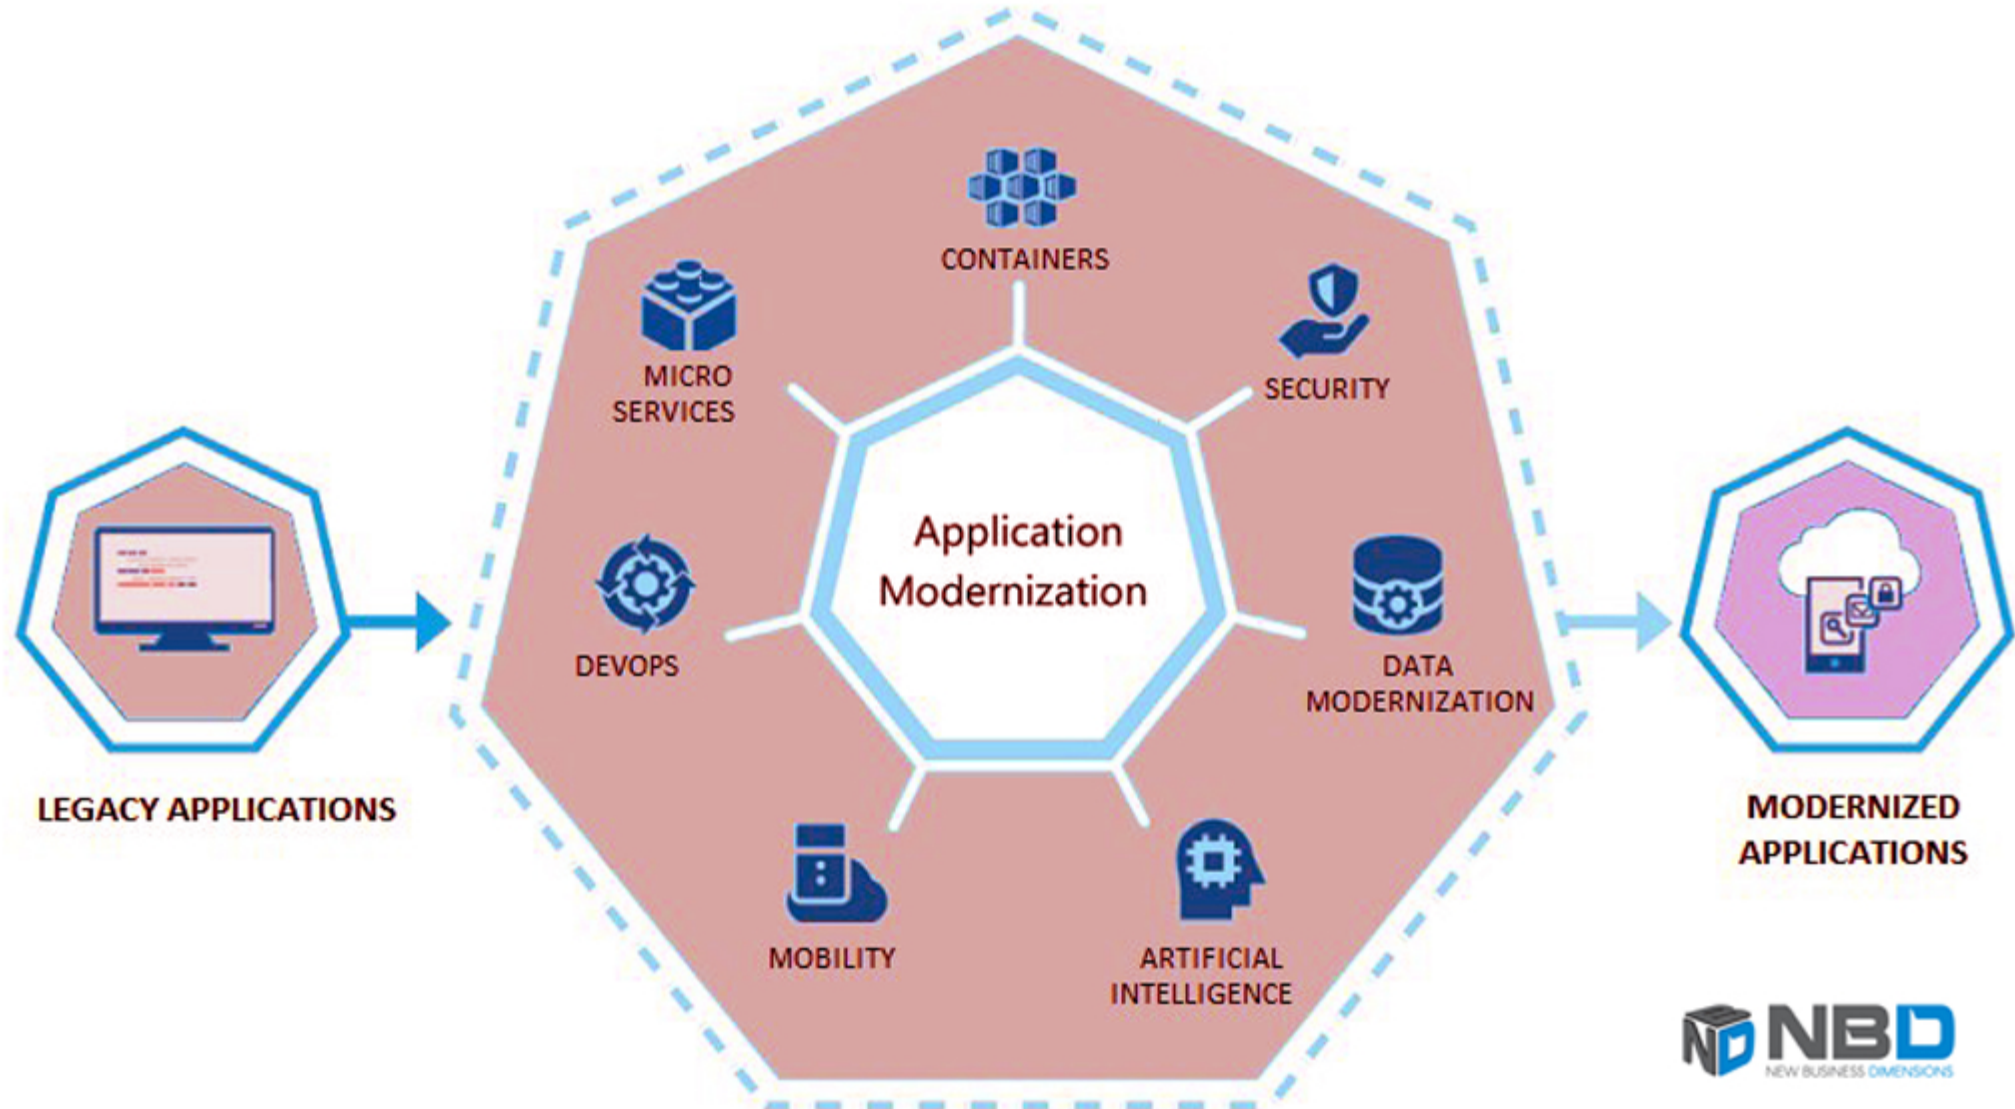 CONTAINERS
MICRO
SERVICES
SECURITY
Application
Modernization
DEVOPS
DATA
MODERNIZATION
LEGACY APPLICATIONS
MODERNIZED
APPLICATIONS
MOBILITY
ARTIFICIAL
INTELLIGENCE
NBD
NEW BUSINESS DIMENSIONS